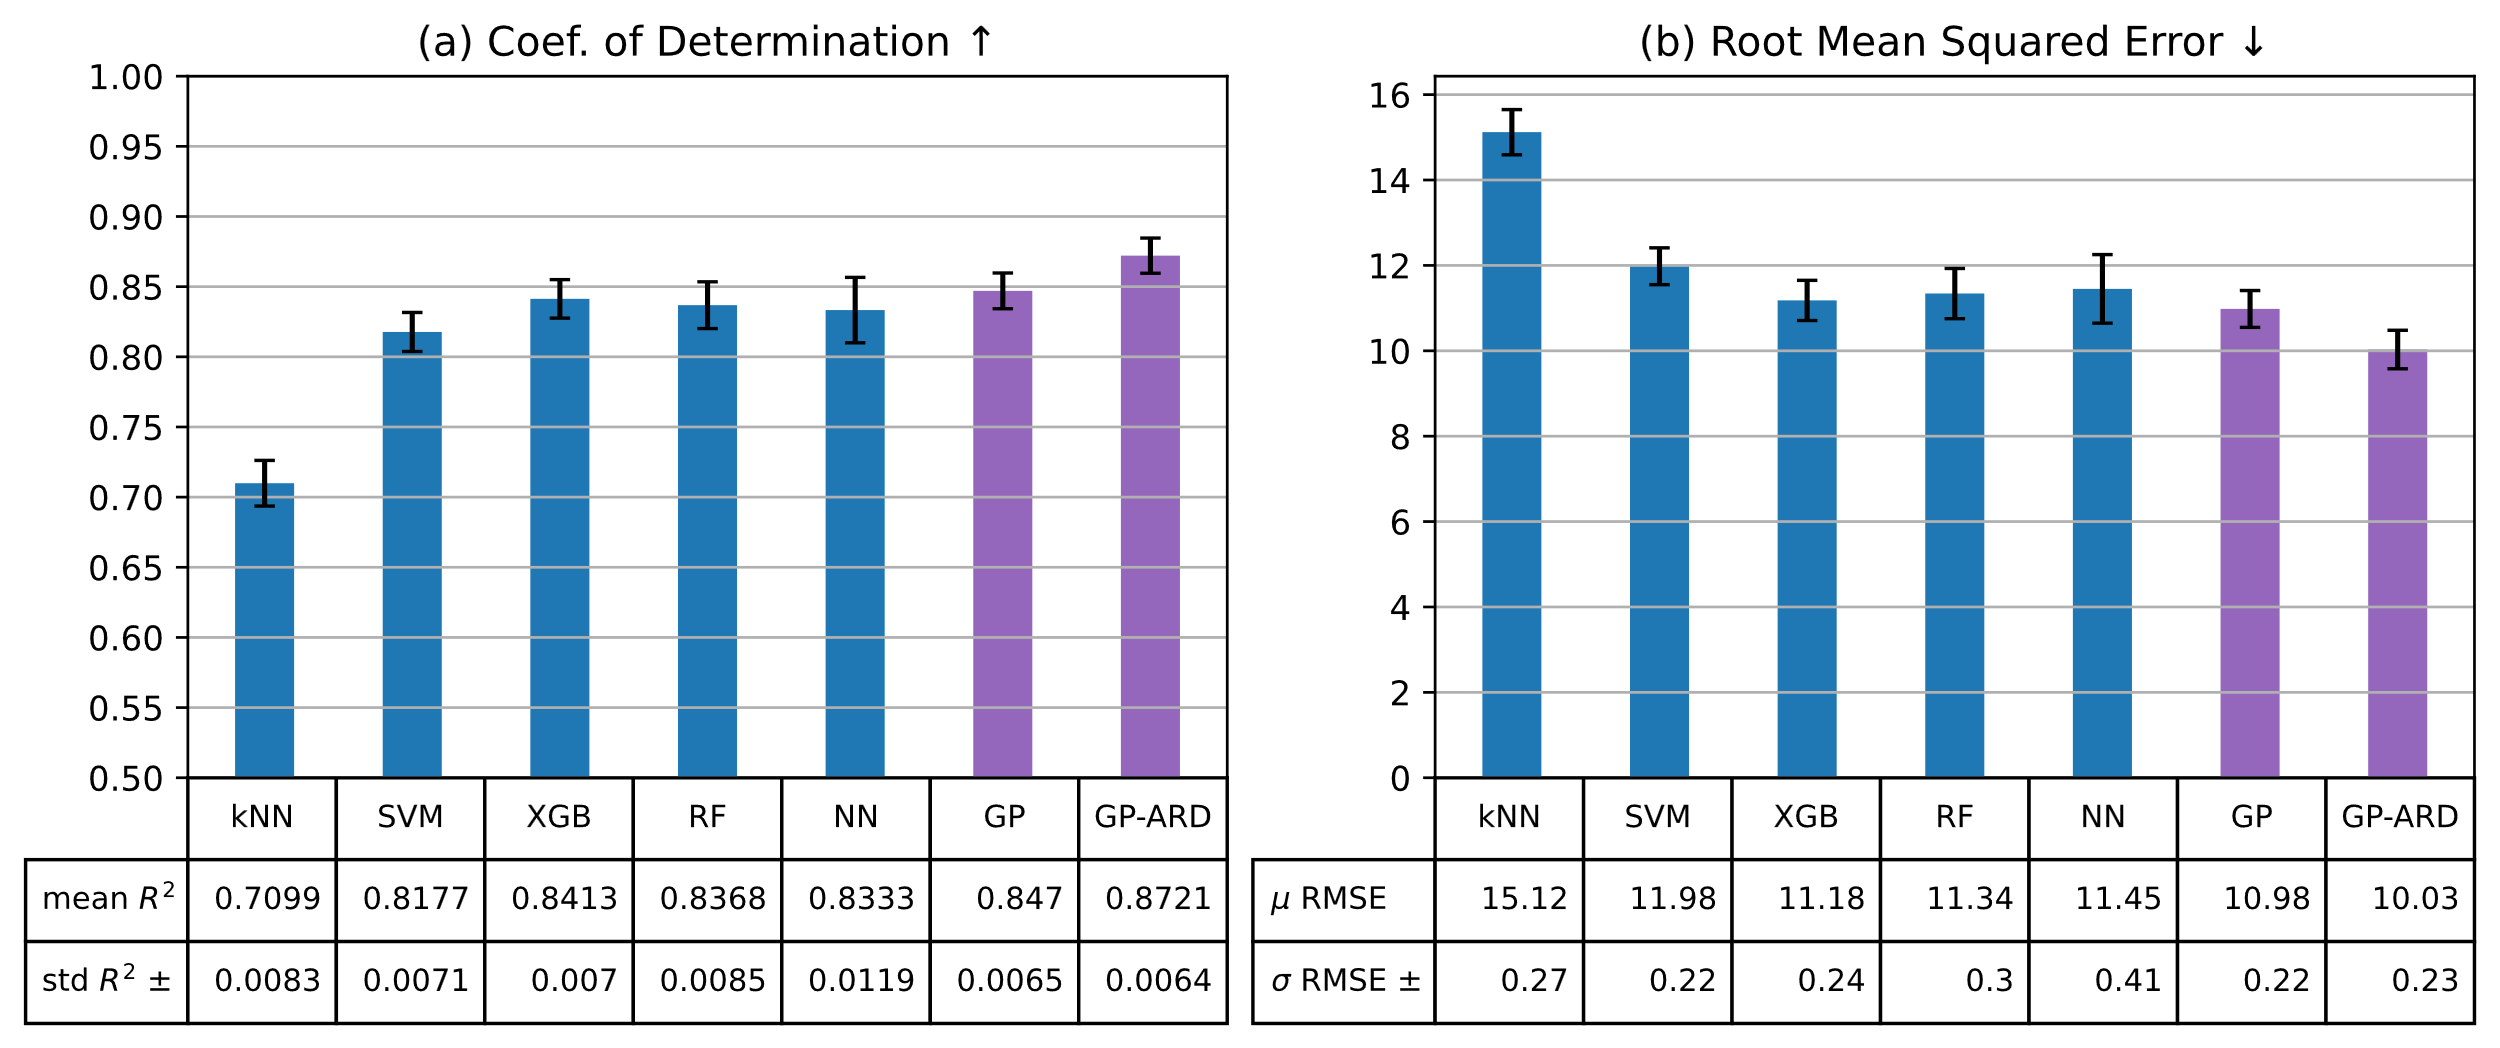 (a) Coef. of Determination ↑
1.00
0.95
0.90
0.85
0.80
0.75
0.70
0.65
0.60
0.55
0.50
kNN SVM XGB RF NN GP GP-ARD
mean R² 0.7099 0.8177 0.8413 0.8368 0.8333 0.847 0.8721
std R² ± 0.0083 0.0071 0.007 0.0085 0.0119 0.0065 0.0064
(b) Root Mean Squared Error ↓
16
14
12
10
8
6
4
2
0
kNN SVM XGB RF NN GP GP-ARD
μ RMSE 15.12 11.98 11.18 11.34 11.45 10.98 10.03
σ RMSE ± 0.27 0.22 0.24 0.3 0.41 0.22 0.23